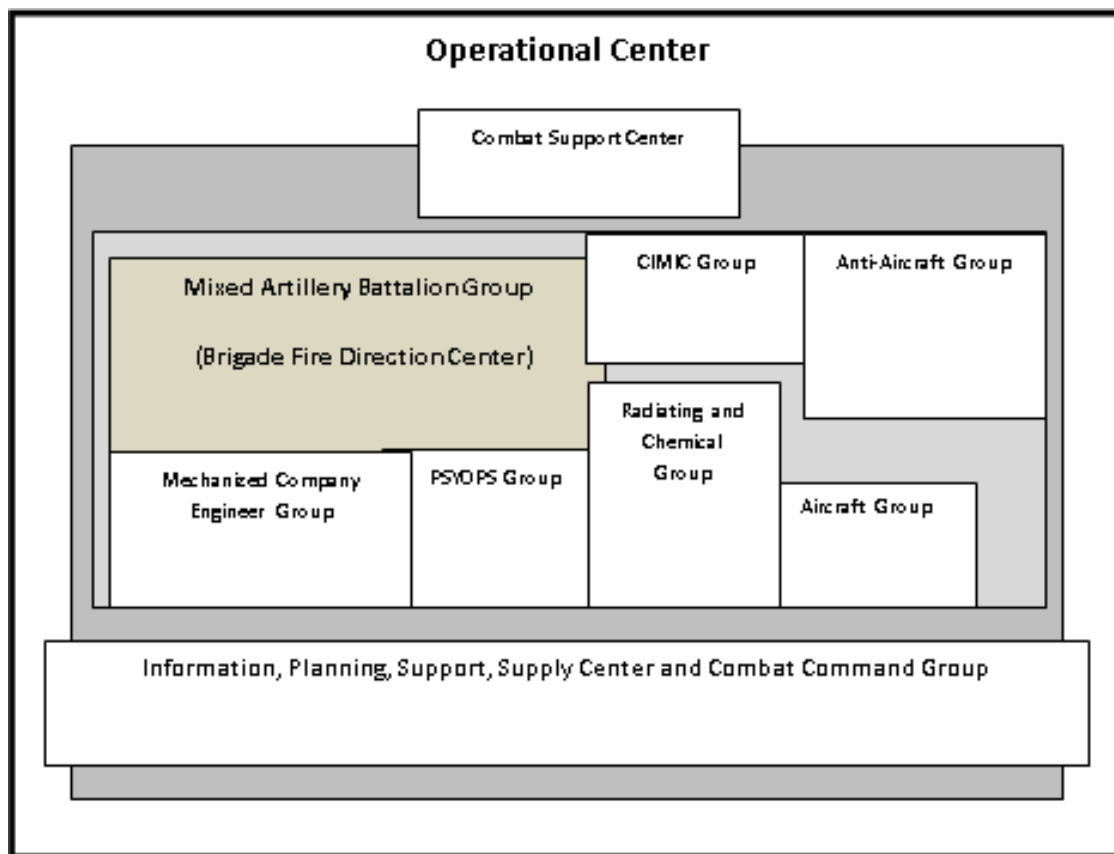 Operational Center
Combat Support Center
Mixed Artillery Battalion Group
(Brigade Fire Direction Center)
CIMIC Group
Anti-Aircraft Group
Radiating and
Chemical
Group
Mechanized Company
Engineer Group
PSYOPS Group
Aircraft Group
Information, Planning, Support, Supply Center and Combat Command Group